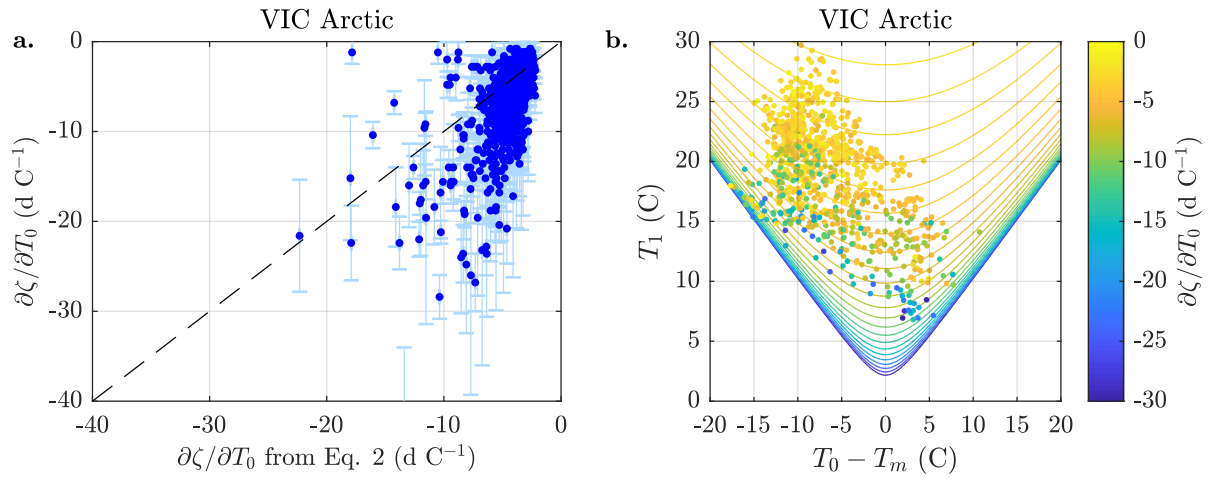 VIC Arctic
a.
0
-10
-20
-30
-40
∂ζ/∂T₀ (d C⁻¹)
-40 -30 -20 -10 0
∂ζ/∂T₀ from Eq. 2 (d C⁻¹)
VIC Arctic
b.
30
25
20
15
10
5
0
T₁ (C)
-20 -15 -10 -5 0 5 10 15 20
T₀ − Tₘ (C)
0
-5
-10
-15
-20
-25
-30
∂ζ/∂T₀ (d C⁻¹)